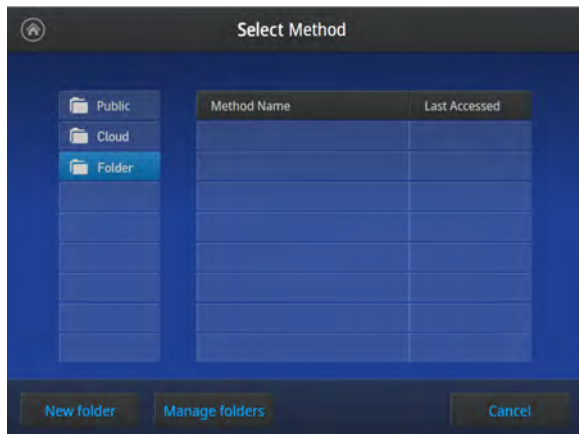 Select Method
Public
Method Name
Last Accessed
Cloud
Folder
New folder
Manage folders
Cancel